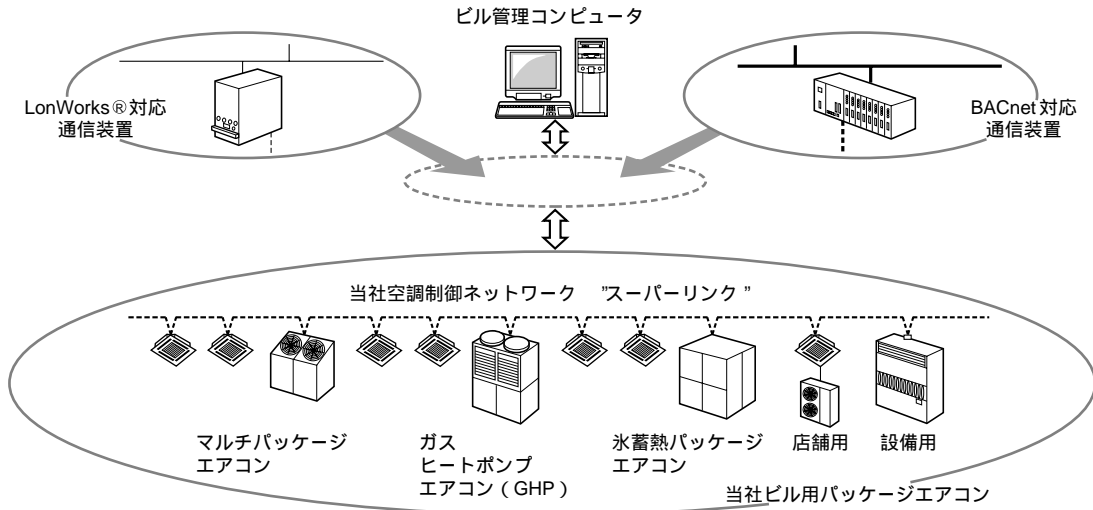 ビル管理コンピュータ
LonWorks®対応
通信装置
BACnet対応
通信装置
当社空調制御ネットワーク ”スーパーリンク”
マルチパッケージ
エアコン
ガス
ヒートポンプ
エアコン(GHP)
氷蓄熱パッケージ
エアコン
店舗用
設備用
当社ビル用パッケージエアコン